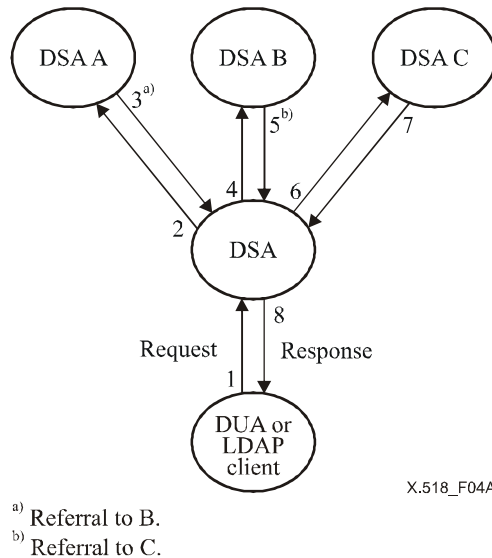 DSA A
DSA B
DSA C
3a)
5b)
7
4
6
2
DSA
8
Request
Response
1
DUA or
LDAP
client
X.518_F04A
a) Referral to B.
b) Referral to C.